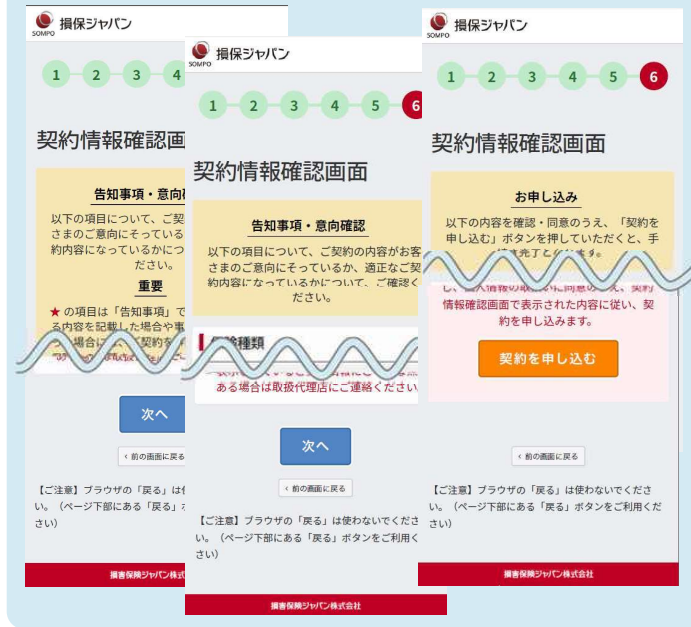 SOMPO
損保ジャパン
1 2 3 4
契約情報確認画
告知事項・意向
以下の項目について、ご契
さまのご意向にそっている
約内容になっているかにつ
ださい。
重要
★ の項目は「告知事項」で
る内容を記載した場合や事
次へ
< 前の画面に戻る
【ご注意】ブラウザの「戻る」は
い。（ページ下部にある「戻る」
さい）
損害保険ジャパン株式
SOMPO
損保ジャパン
1 2 3 4 5 6
契約情報確認画面
告知事項・意向確認
以下の項目について、ご契約の内容がお客
さまのご意向にそっているか、適正なご契
約内容になっているかについて、ご確認く
ださい。
種類
ある場合は取扱代理店にご連絡ください
次へ
< 前の画面に戻る
【ご注意】ブラウザの「戻る」は使わないでくださ
い。（ページ下部にある「戻る」ボタンをご利用く
さい）
損害保険ジャパン株式会社
SOMPO
損保ジャパン
1 2 3 4 5 6
契約情報確認画面
お申し込み
以下の内容を確認・同意のうえ、「契約を
申し込む」ボタンを押していただくと、手
情報確認画面で表示された内容に従い、契
約を申し込みます。
契約を申し込む
< 前の画面に戻る
【ご注意】ブラウザの「戻る」は使わないでくださ
い。（ページ下部にある「戻る」ボタンをご利用くだ
さい）
損害保険ジャパン株式会社